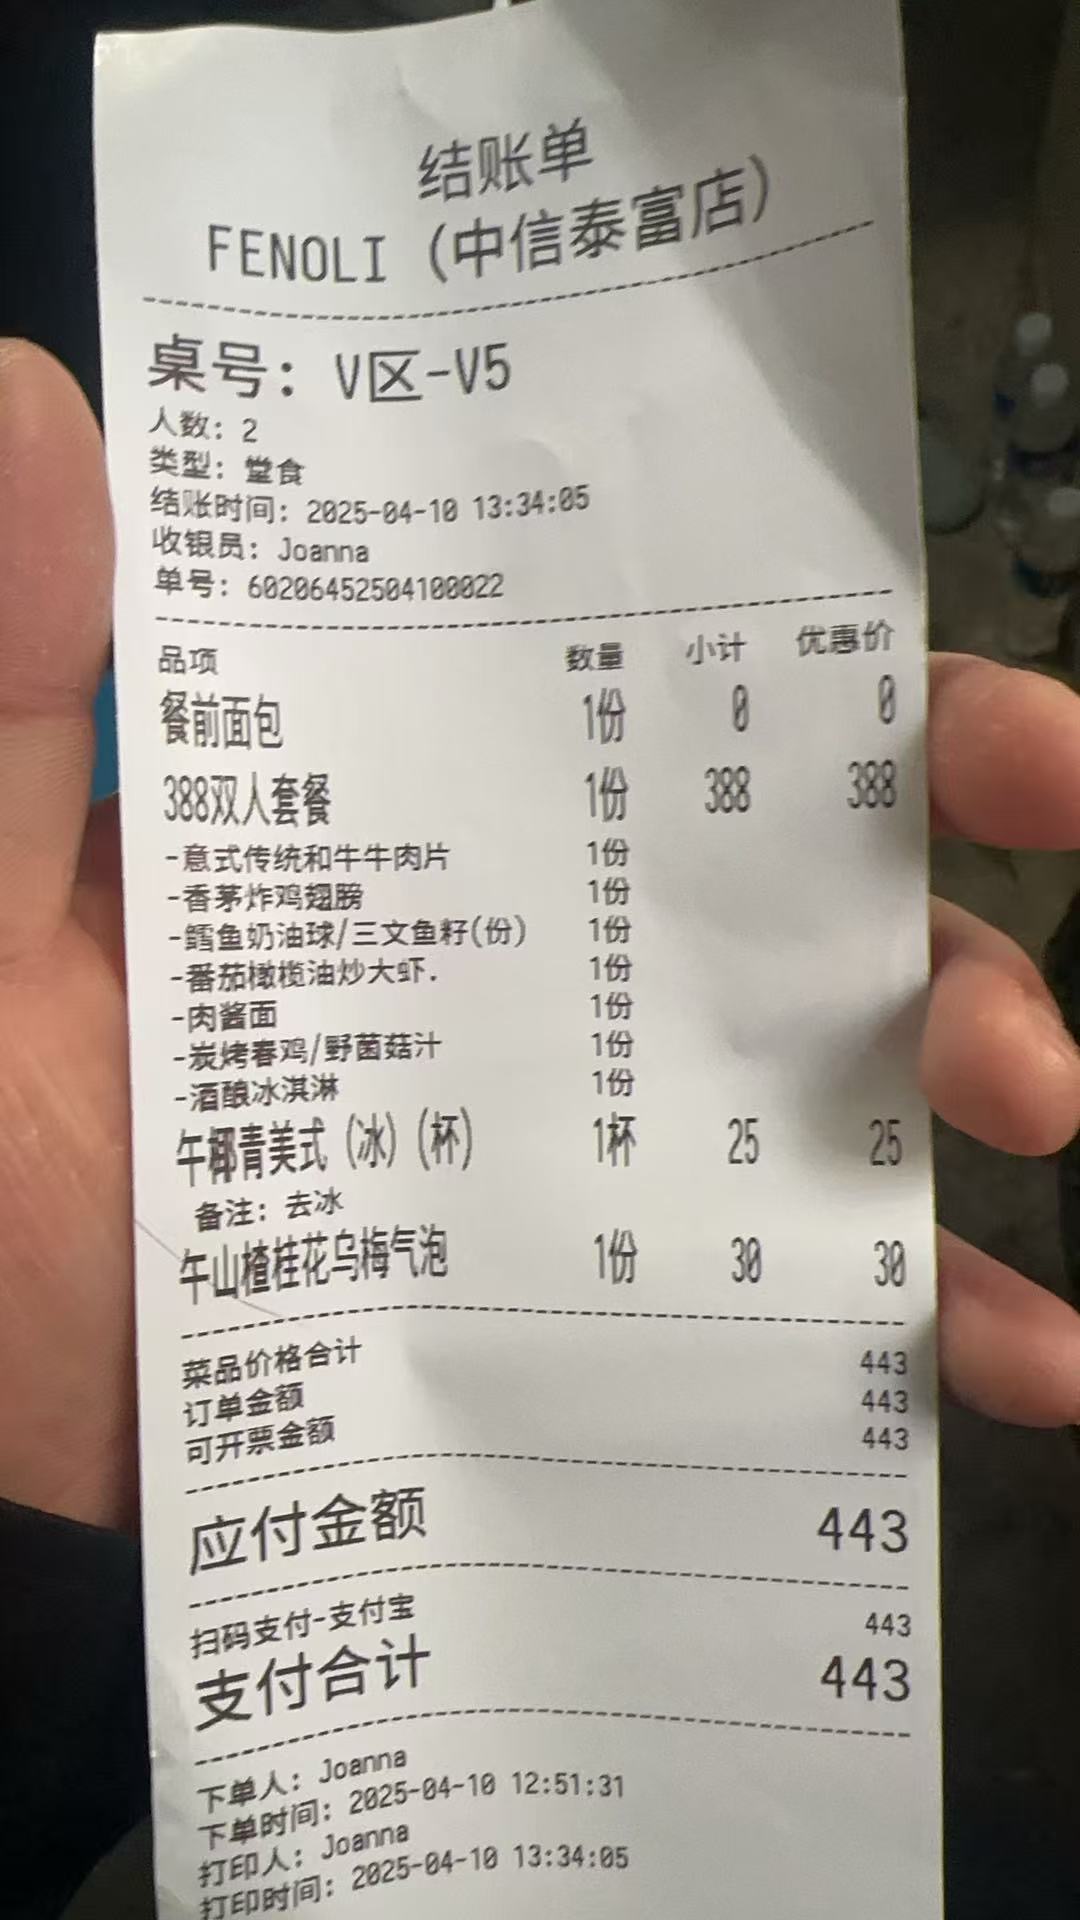 结账单
FENOLI (中信泰富店)
桌号: V区-V5
人数: 2
类型: 堂食
结账时间: 2025-04-10 13:34:05
收银员: Joanna
单号: 60206452504100022
品项 数量 小计 优惠价
餐前面包 1份 0 0
388双人套餐 1份 388 388
-意式传统和牛牛肉片 1份
-香茅炸鸡翅膀 1份
-鳕鱼奶油球/三文鱼籽(份) 1份
-番茄橄榄油炒大虾. 1份
-肉酱面 1份
-炭烤春鸡/野菌菇汁 1份
-酒酿冰淇淋 1份
午椰青美式 (冰) (杯) 1杯 25 25
备注: 去冰
午山楂桂花乌梅气泡 1份 30 30
菜品价格合计 443
订单金额 443
可开票金额 443
应付金额 443
扫码支付-支付宝 443
支付合计 443
下单人: Joanna
下单时间: 2025-04-10 12:51:31
打印人: Joanna
打印时间: 2025-04-10 13:34:05